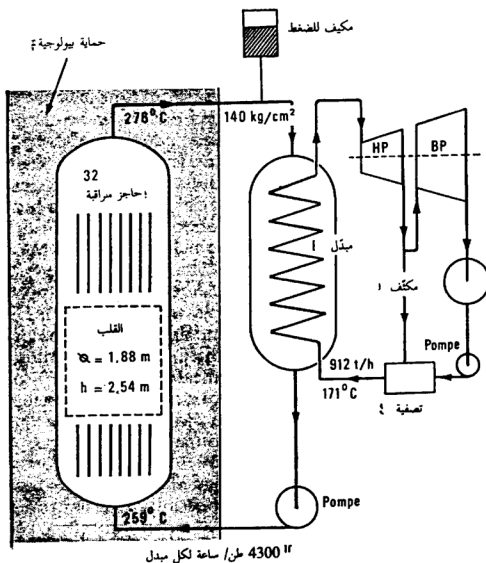 مكيف للضغط
حماية بيولوجية
278°C
140 kg/cm²
HP
BP
32
حاجز مراقبة
مبدّل
القلب
ø = 1.88 m
h = 2,54 m
مكثف
Pompe
912 t/h
171°C
تصفية
259°C
Pompe
4300 طن/ ساعة لكل مبدل